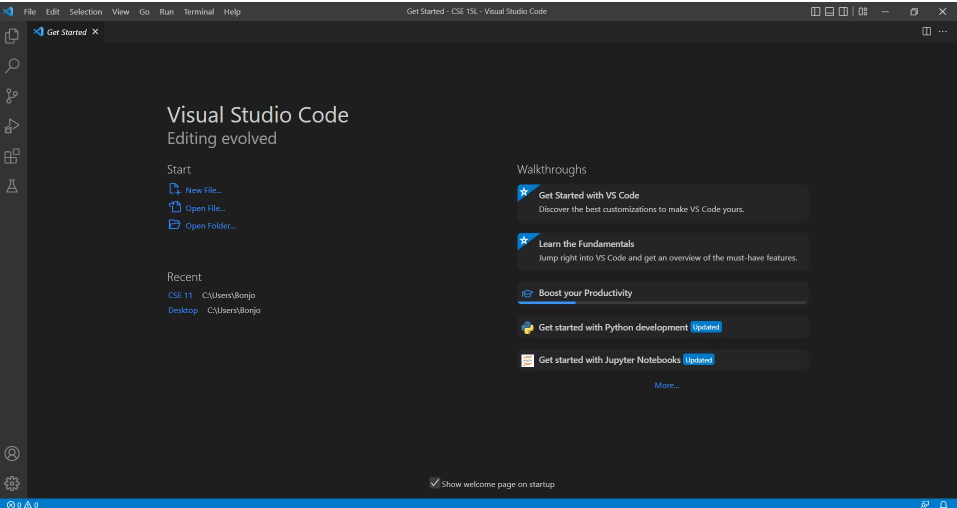 File Edit Selection View Go Run Terminal Help
Get Started - CSE 15L - Visual Studio Code
Get Started
Visual Studio Code
Editing evolved
Start
New File...
Open File...
Open Folder...
Recent
CSE 11 C:\Users\Bonjo
Desktop C:\Users\Bonjo
Walkthroughs
Get Started with VS Code
Discover the best customizations to make VS Code yours.
Learn the Fundamentals
Jump right into VS Code and get an overview of the must-have features.
Boost your Productivity
Get started with Python development Updated
Get started with Jupyter Notebooks Updated
More...
Show welcome page on startup
0 0